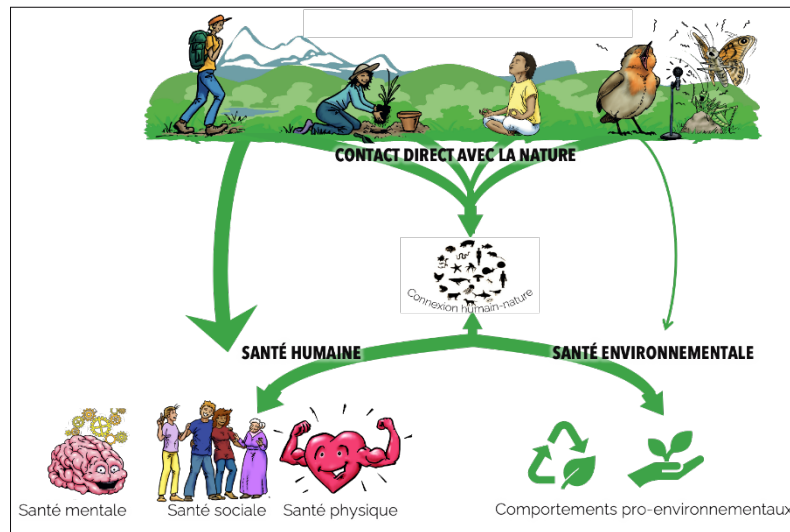 CONTACT DIRECT AVEC LA NATURE
Connexion humain-nature
SANTÉ HUMAINE
SANTÉ ENVIRONNEMENTALE
Santé mentale
Santé sociale
Santé physique
Comportements pro-environnementaux